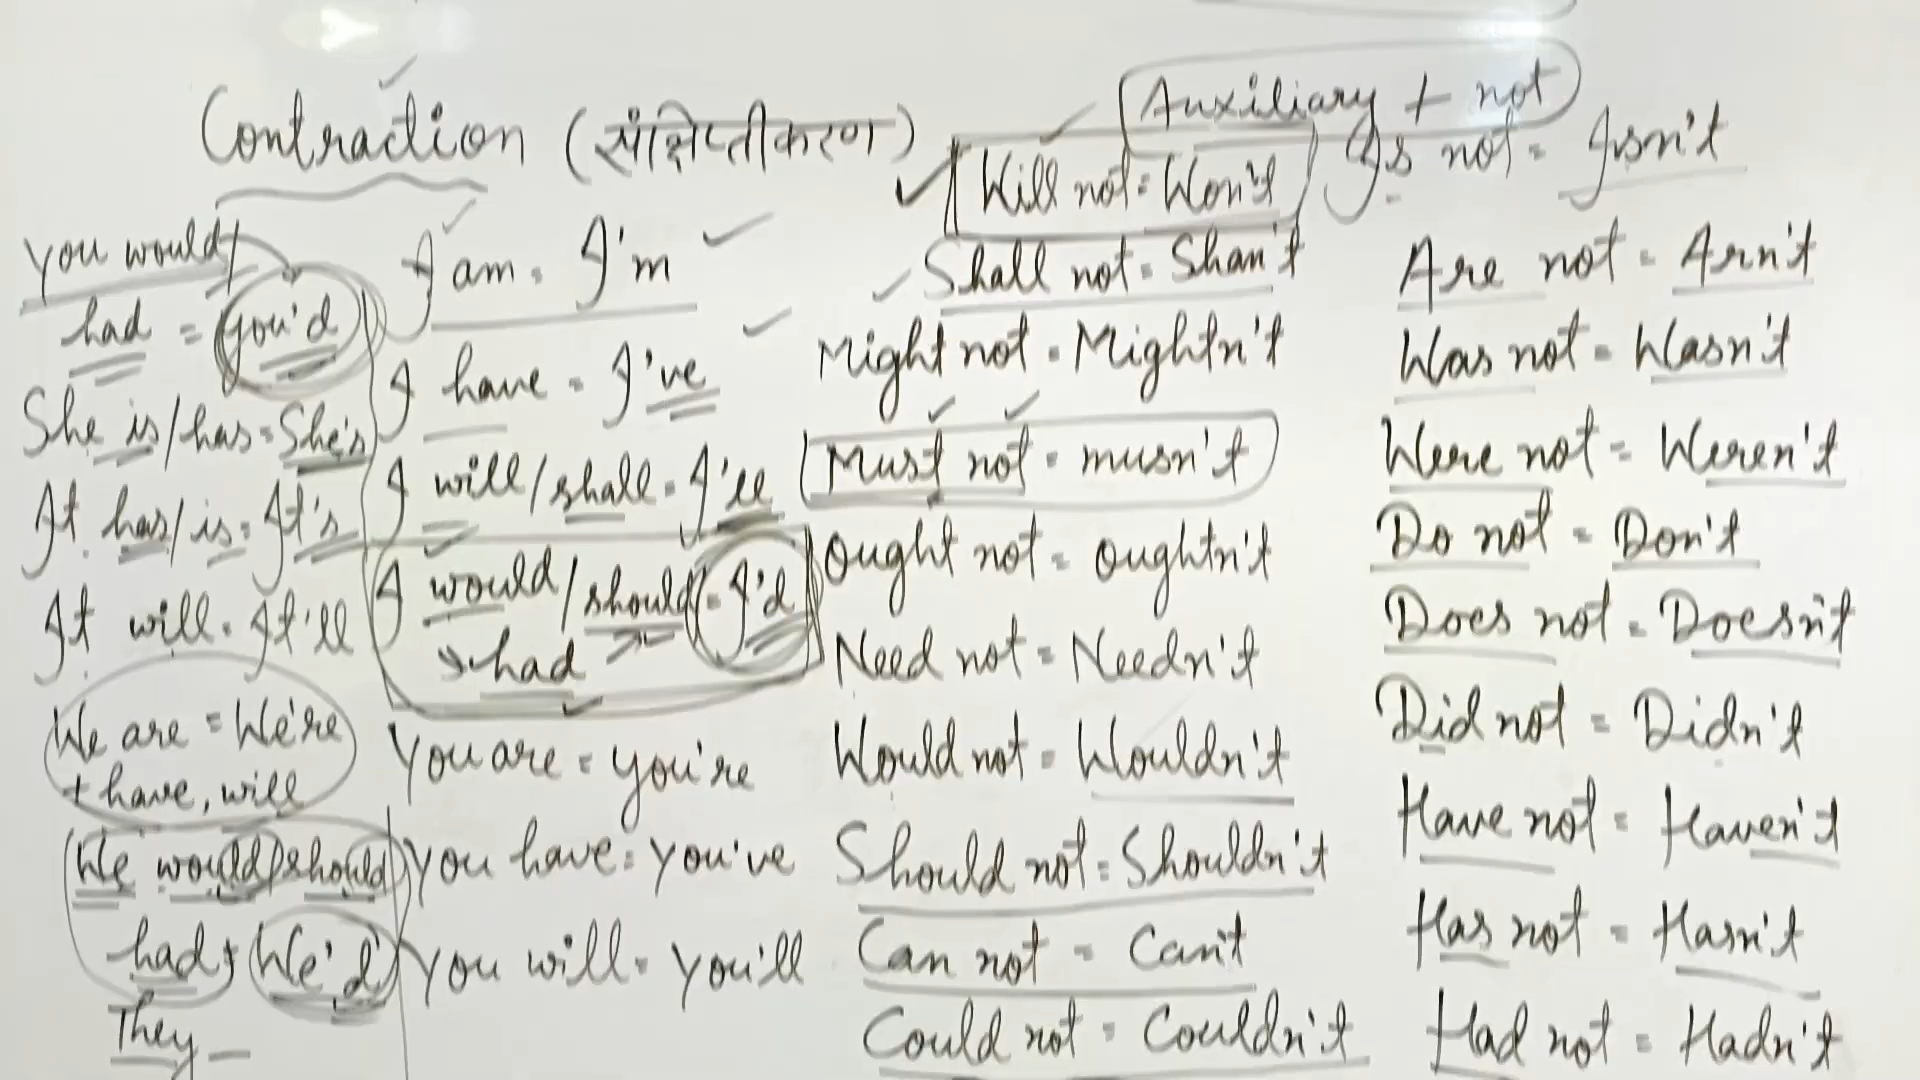 Contraction (संक्षिप्तीकरण)
you would/
had = you'd
She is/has = She's
It has/is = It's
It will = It'll
We are = We're
+ have, will
We would/should
had = We'd
They —
I am = I'm
I have = I've
I will/shall = I'll
I would/should = I'd
→ had
You are = you're
you have = you've
you will = you'll
Auxiliary + not
Will not = Won't
Shall not = Shan't
Might not = Mightn't
Must not = musn't
Ought not = oughtn't
Need not = Needn't
Would not = Wouldn't
Should not = Shouldn't
Can not = Can't
Could not = Couldn't
Is not = Isn't
Are not = Arn't
Was not = Wasn't
Were not = Weren't
Do not = Don't
Does not = Doesn't
Did not = Didn't
Have not = Haven't
Has not = Hasn't
Had not = Hadn't